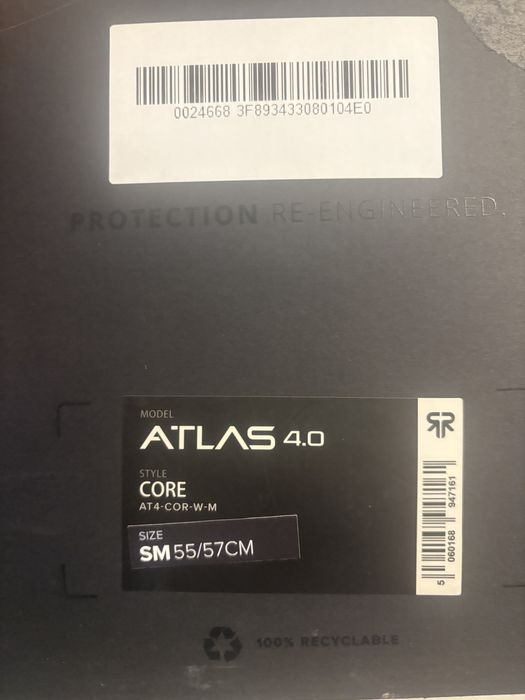 0024668 3F893433080104E0
PROTECTION RE-ENGINEERED.
MODEL
ATLAS 4.0
STYLE
CORE
AT4-COR-W-M
SIZE
SM 55/57CM
5 060168 947161
100% RECYCLABLE